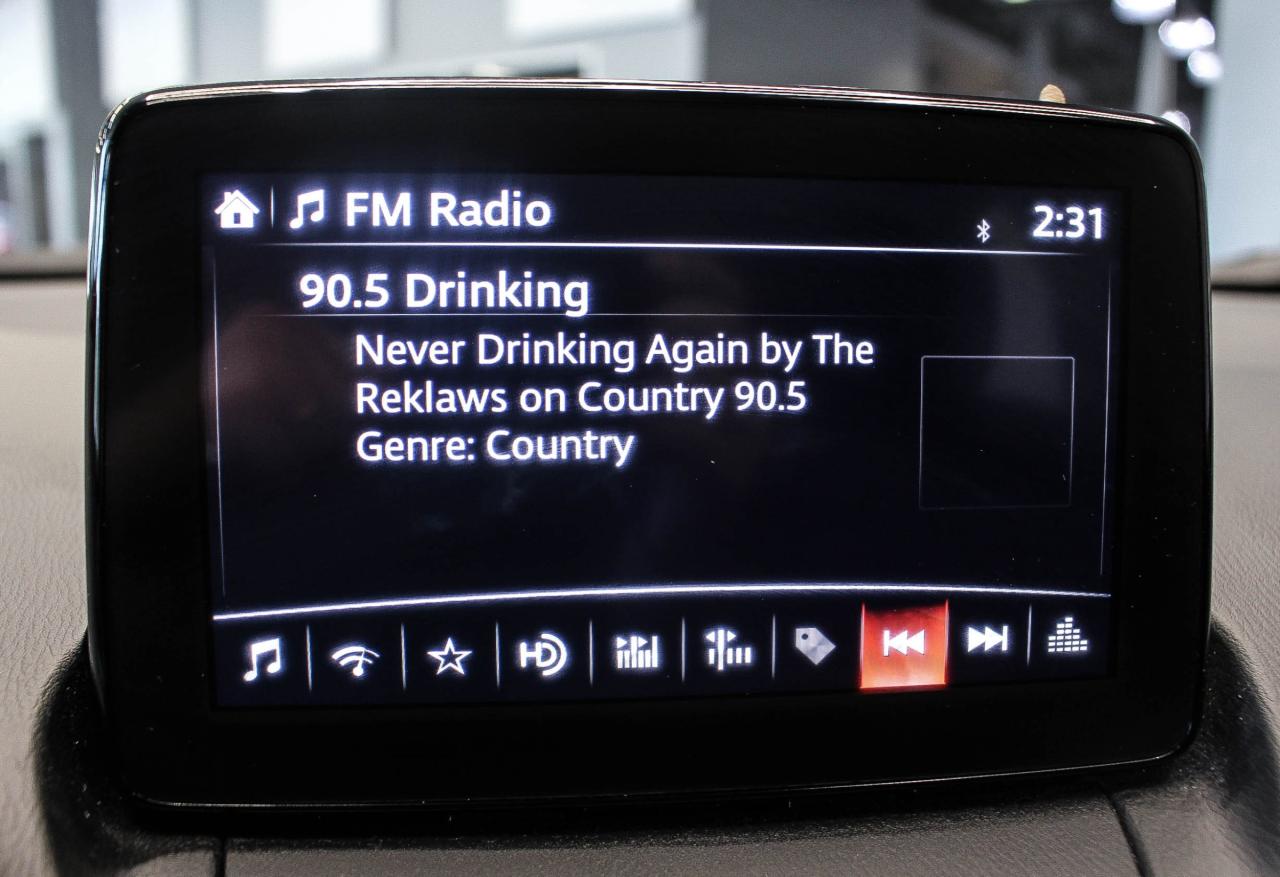 FM Radio
2:31
90.5 Drinking
Never Drinking Again by The
Reklaws on Country 90.5
Genre: Country
HD